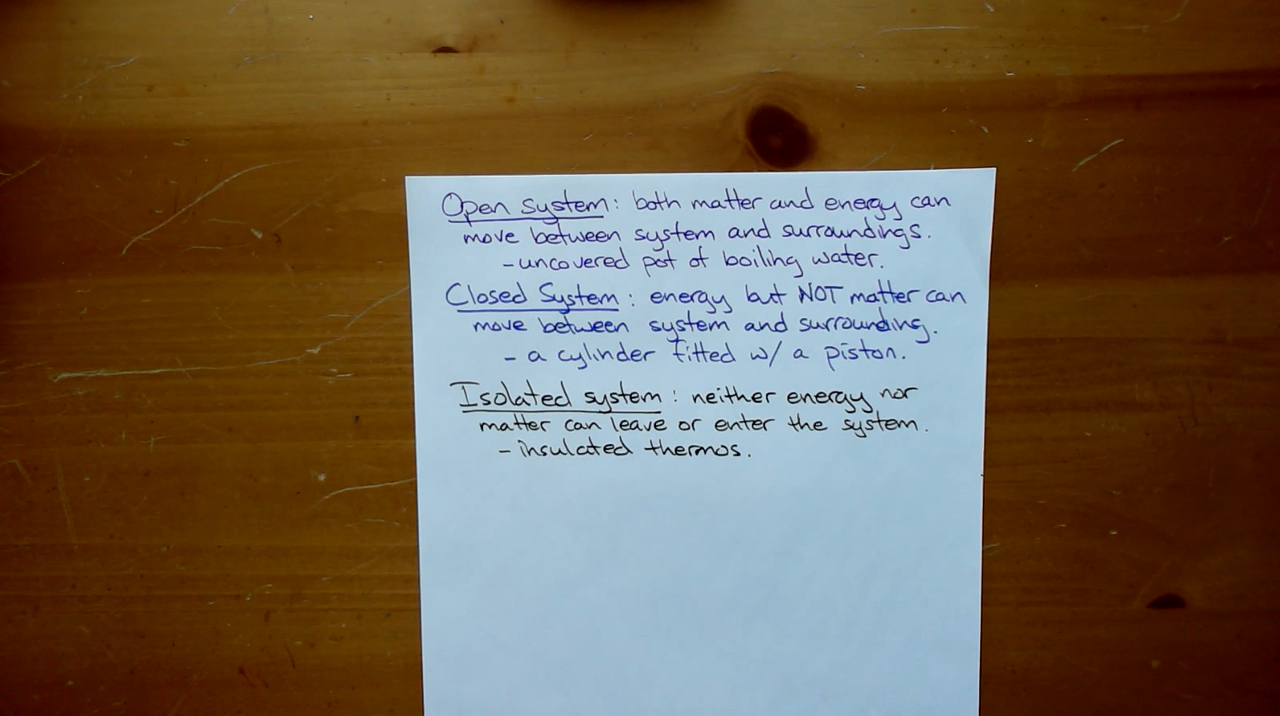 Open system: both matter and energy can
move between system and surroundings.
- uncovered pot of boiling water.
Closed System: energy but NOT matter can
move between system and surrounding.
- a cylinder fitted w/ a piston.
Isolated system: neither energy nor
matter can leave or enter the system.
- insulated thermos.